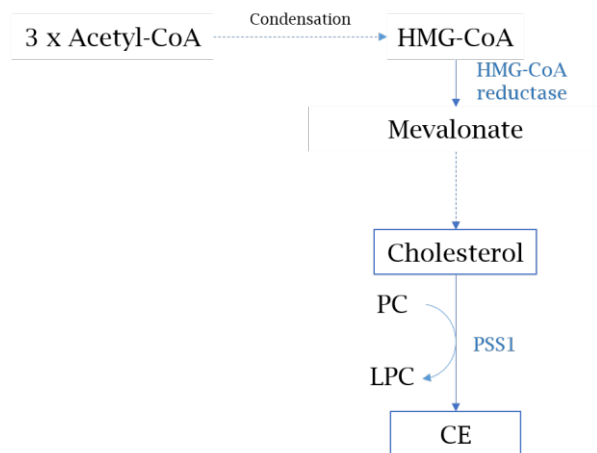 Condensation
3 x Acetyl-CoA
HMG-CoA
HMG-CoA
reductase
Mevalonate
Cholesterol
PC
PSS1
LPC
CE